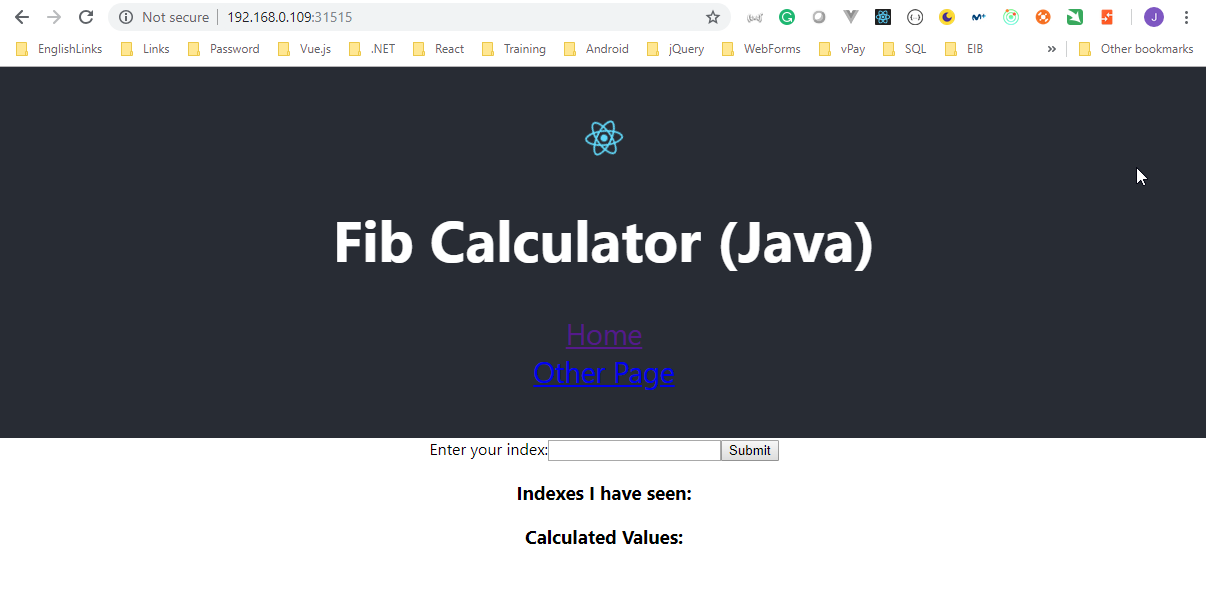 Not secure 192.168.0.109:31515
EnglishLinks Links Password Vue.js .NET React Training Android jQuery WebForms vPay SQL EIB » Other bookmarks
Fib Calculator (Java)
Home
Other Page
Enter your index: Submit
Indexes I have seen:
Calculated Values: